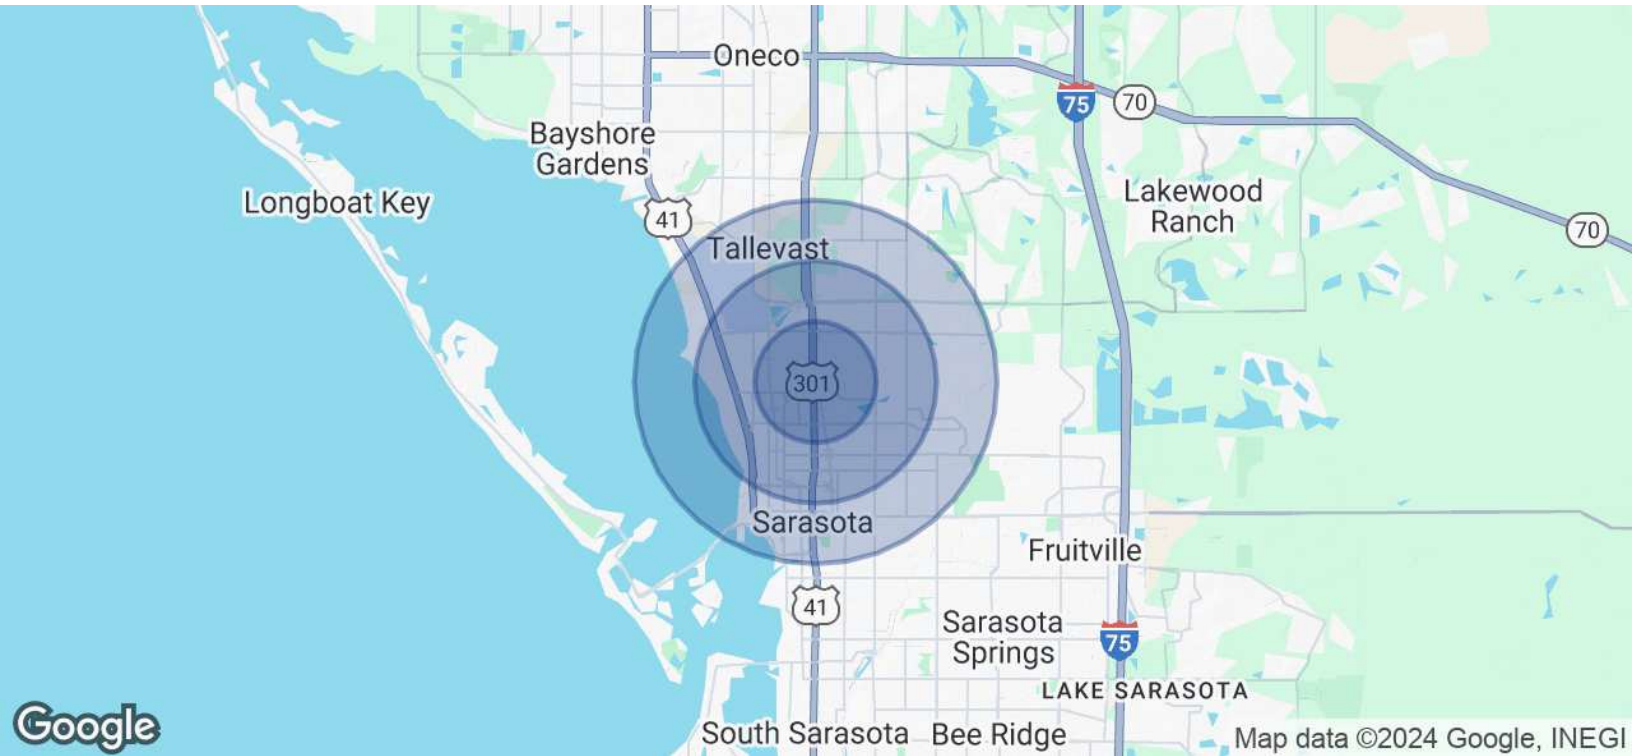 Oneco
75
70
Bayshore
Gardens
Longboat Key
Lakewood
Ranch
41
70
Tallevast
301
Sarasota
Fruitville
41
Sarasota
Springs
75
LAKE SARASOTA
Google
South Sarasota
Bee Ridge
Map data ©2024 Google, INEGI